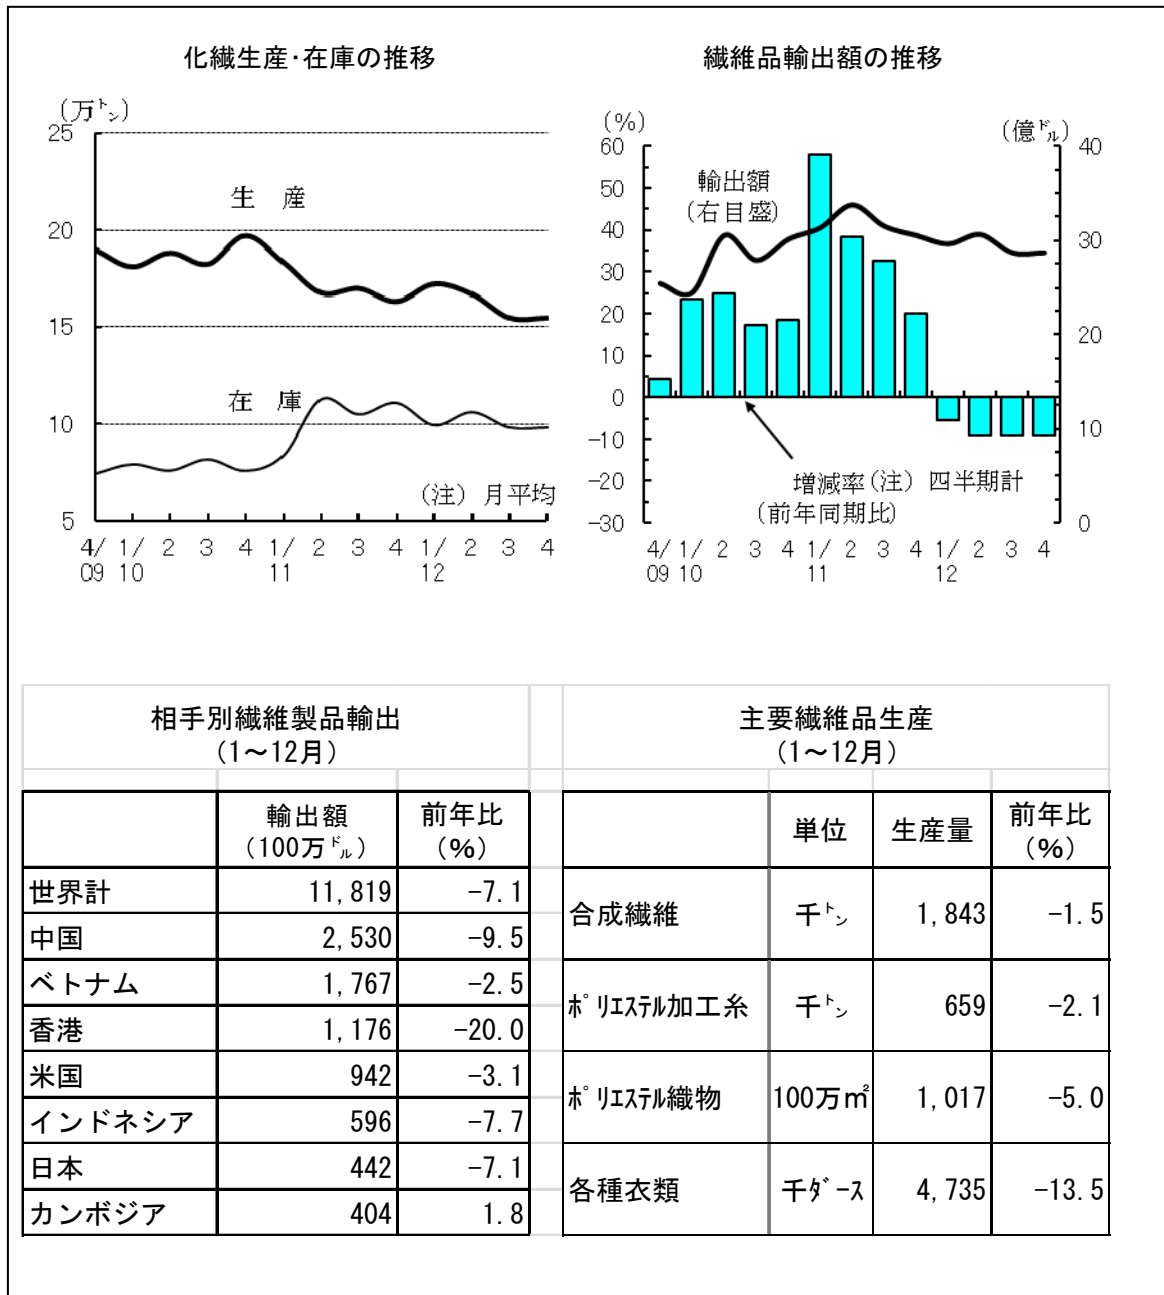 化繊生産･在庫の推移
(万㌧)
25
20
15
10
5
生 産
在 庫
(注) 月平均
4/ 1/ 2 3 4 1/ 2 3 4 1/ 2 3 4
09 10 11 12
繊維品輸出額の推移
(%)
(億㌦)
60
50
40
30
20
10
0
-10
-20
-30
40
30
20
10
0
輸出額
(右目盛)
増減率(注) 四半期計
(前年同期比)
4/ 1/ 2 3 4 1/ 2 3 4 1/ 2 3 4
09 10 11 12
相手別繊維製品輸出
(1～12月)
輸出額 前年比
(100万㌦) (%)
世界計 11,819 -7.1
中国 2,530 -9.5
ベトナム 1,767 -2.5
香港 1,176 -20.0
米国 942 -3.1
インドネシア 596 -7.7
日本 442 -7.1
カンボジア 404 1.8
主要繊維品生産
(1～12月)
単位 生産量 前年比
(%)
合成繊維 千㌧ 1,843 -1.5
ﾎﾟﾘｴｽﾃﾙ加工糸 千㌧ 659 -2.1
ﾎﾟﾘｴｽﾃﾙ織物 100万㎡ 1,017 -5.0
各種衣類 千ﾀﾞｰｽ 4,735 -13.5